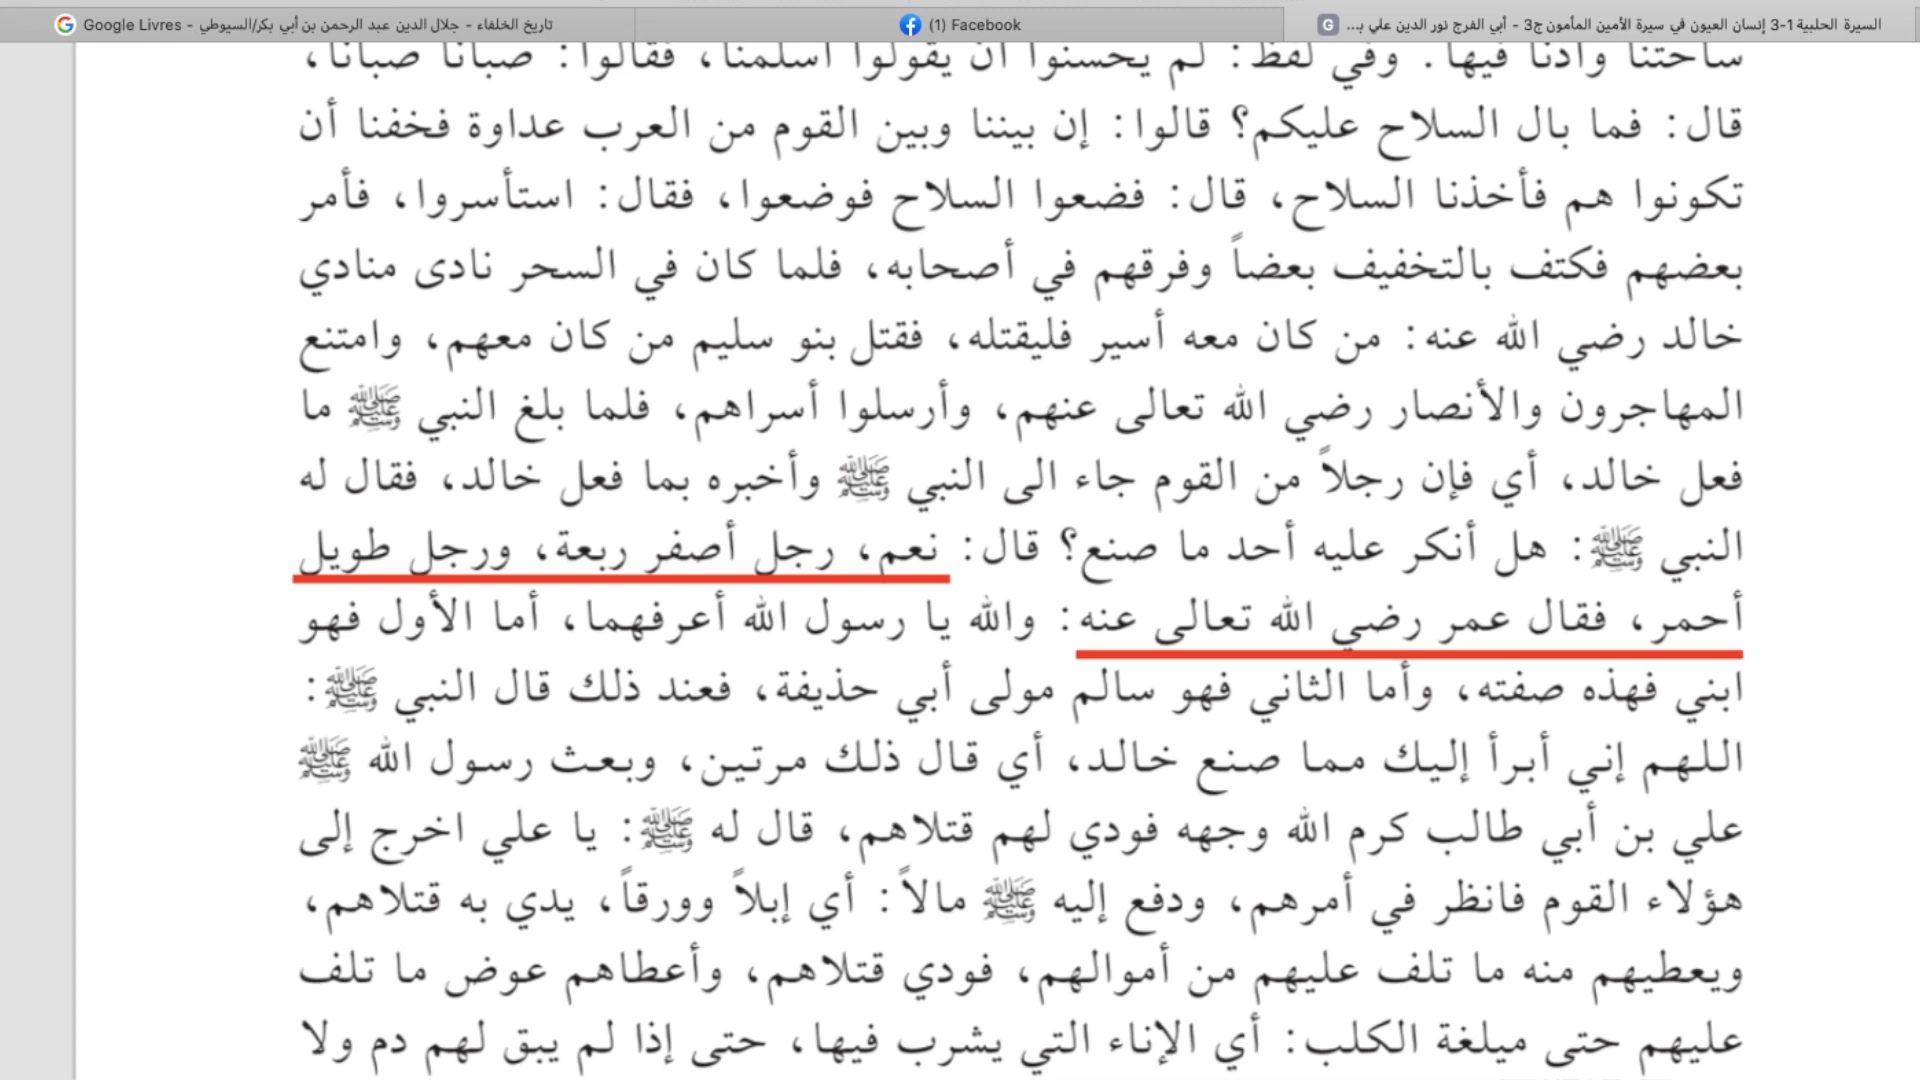 تاريخ الخلفاء - جلال الدين عبد الرحمن بن أبي بكر/السيوطي - Google Livres
(1) Facebook
السيرة الحلبية 1-3 إنسان العيون في سيرة الأمين المأمون ج3 - أبي الفرج نور الدين علي بـ...
ساحتنا وأذنا فيها. وفي لفظ: لم يحسنوا أن يقولوا أسلمنا، فقالوا: صبأنا صبأنا،
قال: فما بال السلاح عليكم؟ قالوا: إن بيننا وبين القوم من العرب عداوة فخفنا أن
تكونوا هم فأخذنا السلاح، قال: فضعوا السلاح فوضعوا، فقال: استأسروا، فأمر
بعضهم فكتف بالتخفيف بعضاً وفرقهم في أصحابه، فلما كان في السحر نادى منادي
خالد رضي الله عنه: من كان معه أسير فليقتله، فقتل بنو سليم من كان معهم، وامتنع
المهاجرون والأنصار رضي الله تعالى عنهم، وأرسلوا أسراهم، فلما بلغ النبي ﷺ ما
فعل خالد، أي فإن رجلاً من القوم جاء الى النبي ﷺ وأخبره بما فعل خالد، فقال له
النبي ﷺ: هل أنكر عليه أحد ما صنع؟ قال: نعم، رجل أصفر ربعة، ورجل طويل
أحمر، فقال عمر رضي الله تعالى عنه: والله يا رسول الله أعرفهما، أما الأول فهو
ابني فهذه صفته، وأما الثاني فهو سالم مولى أبي حذيفة، فعند ذلك قال النبي ﷺ:
اللهم إني أبرأ إليك مما صنع خالد، أي قال ذلك مرتين، وبعث رسول الله ﷺ
علي بن أبي طالب كرم الله وجهه فودي لهم قتلاهم، قال له ﷺ: يا علي اخرج إلى
هؤلاء القوم فانظر في أمرهم، ودفع إليه ﷺ مالاً: أي إبلاً وورقاً، يدي به قتلاهم،
ويعطيهم منه ما تلف عليهم من أموالهم، فودي قتلاهم، وأعطاهم عوض ما تلف
عليهم حتى ميلغة الكلب: أي الإناء التي يشرب فيها، حتى إذا لم يبق لهم دم ولا